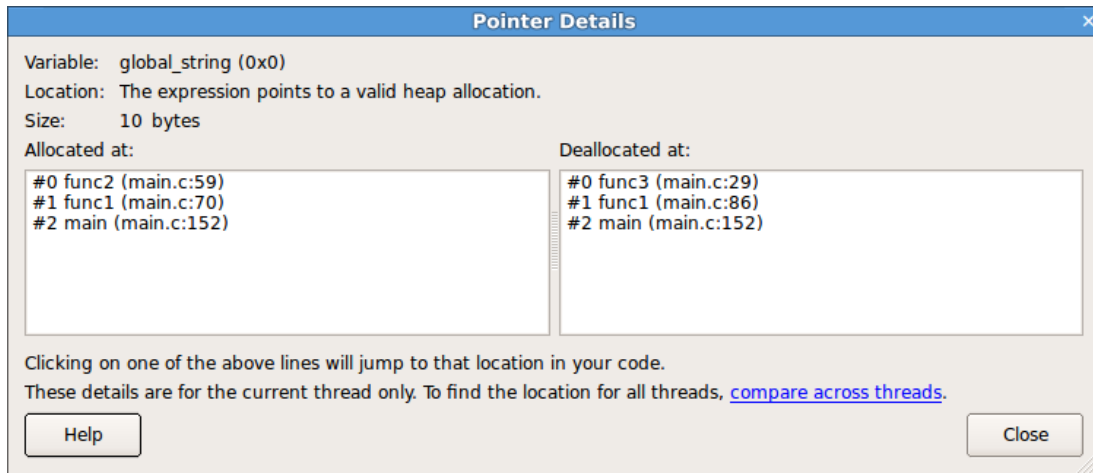 Pointer Details
Variable: global_string (0x0)
Location: The expression points to a valid heap allocation.
Size: 10 bytes
Allocated at:
#0 func2 (main.c:59)
#1 func1 (main.c:70)
#2 main (main.c:152)
Deallocated at:
#0 func3 (main.c:29)
#1 func1 (main.c:86)
#2 main (main.c:152)
Clicking on one of the above lines will jump to that location in your code.
These details are for the current thread only. To find the location for all threads, compare across threads.
Help
Close